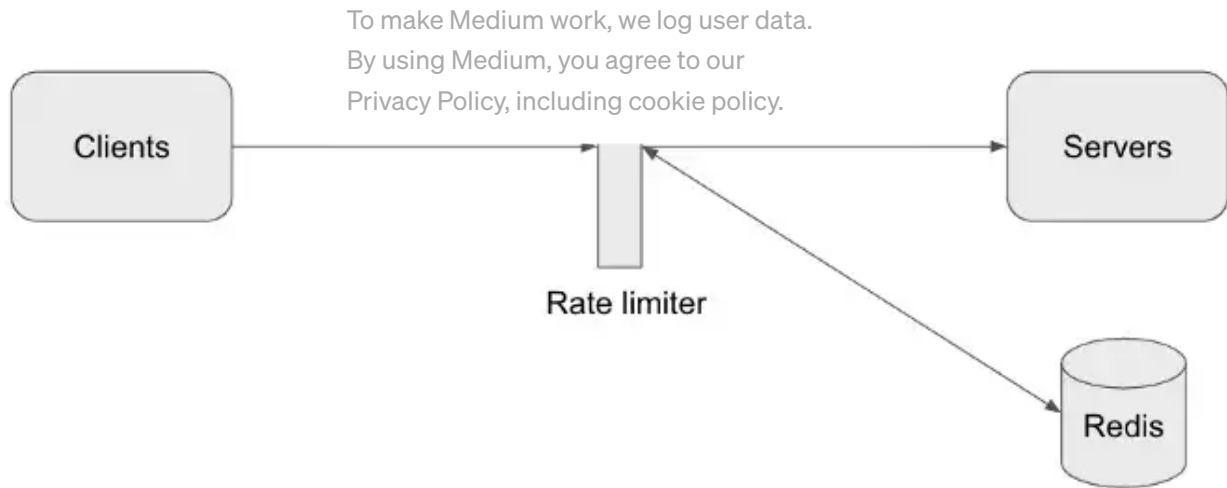 To make Medium work, we log user data.
By using Medium, you agree to our
Privacy Policy, including cookie policy.
Clients
Servers
Rate limiter
Redis